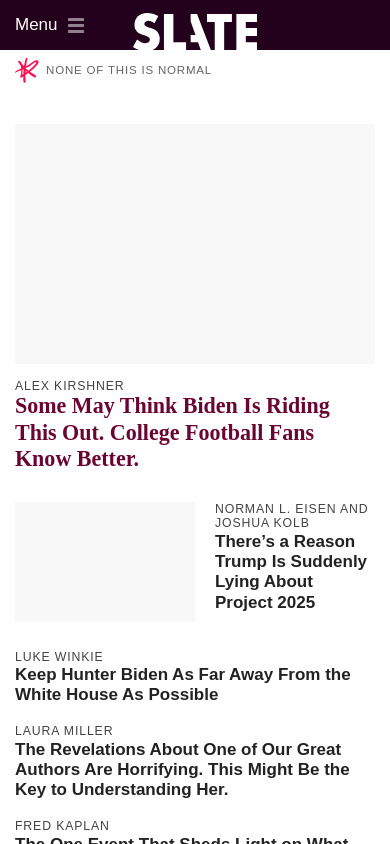 Menu
SLATE
NONE OF THIS IS NORMAL
ALEX KIRSHNER
Some May Think Biden Is Riding
This Out. College Football Fans
Know Better.
NORMAN L. EISEN AND
JOSHUA KOLB
There’s a Reason
Trump Is Suddenly
Lying About
Project 2025
LUKE WINKIE
Keep Hunter Biden As Far Away From the
White House As Possible
LAURA MILLER
The Revelations About One of Our Great
Authors Are Horrifying. This Might Be the
Key to Understanding Her.
FRED KAPLAN
The One Event That Sheds Light on What